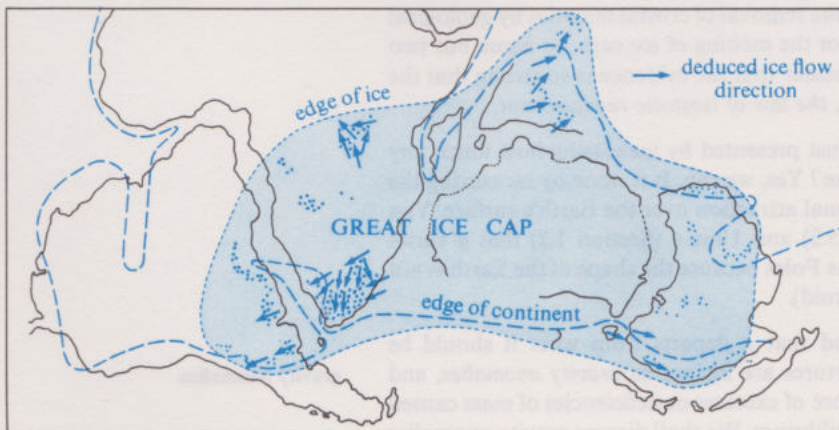 edge of ice
deduced ice flow
direction
GREAT ICE CAP
edge of continent